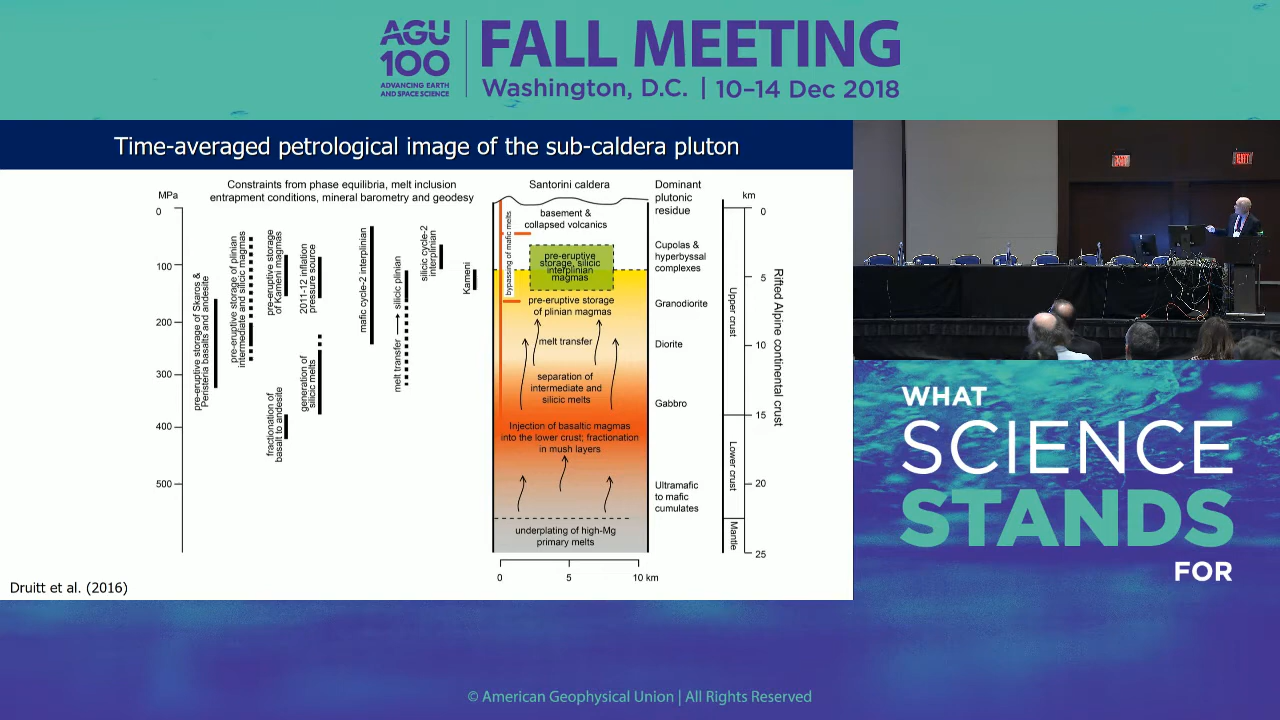 AGU
100
ADVANCING EARTH
AND SPACE SCIENCE
FALL MEETING
Washington, D.C. | 10–14 Dec 2018
Time-averaged petrological image of the sub-caldera pluton
Constraints from phase equilibria, melt inclusion
entrapment conditions, mineral barometry and geodesy
MPa
0
100
200
300
400
500
pre-eruptive storage of Skaros &
Peristeria basalts and andesite
pre-eruptive storage of plinian
intermediate and silicic magmas
pre-eruptive storage
of Kameni magmas
fractionation of
basalt to andesite
2011-12 inflation
pressure source
generation of
silicic melts
mafic cycle-2 interplinian
melt transfer → silicic plinian
silicic cycle-2
interplinian
Kameni
Santorini caldera
bypassing of mafic melts
basement &
collapsed volcanics
pre-eruptive
storage, silicic
interplinian
magmas
pre-eruptive storage
of plinian magmas
melt transfer
separation of
intermediate and
silicic melts
Injection of basaltic magmas
into the lower crust; fractionation
in mush layers
underplating of high-Mg
primary melts
0
5
10 km
Dominant
plutonic
residue
Cupolas &
hyperbyssal
complexes
Granodiorite
Diorite
Gabbro
Ultramafic
to mafic
cumulates
Upper crust
Lower crust
Mantle
km
0
5
10
15
20
25
Rifted Alpine continental crust
Druitt et al. (2016)
EXIT
EXIT
WHAT
SCIENCE
STANDS
FOR
© American Geophysical Union | All Rights Reserved